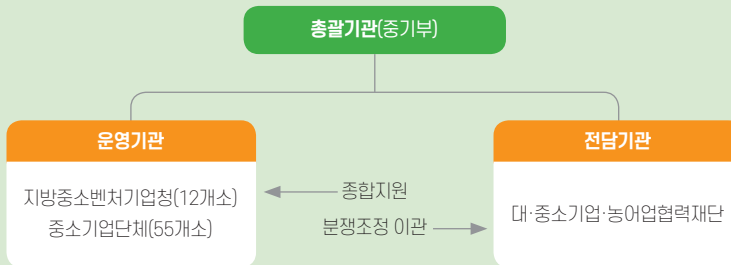 총괄기관(중기부)
운영기관
지방중소벤처기업청(12개소)
중소기업단체(55개소)
종합지원
분쟁조정 이관
전담기관
대·중소기업·농어업협력재단